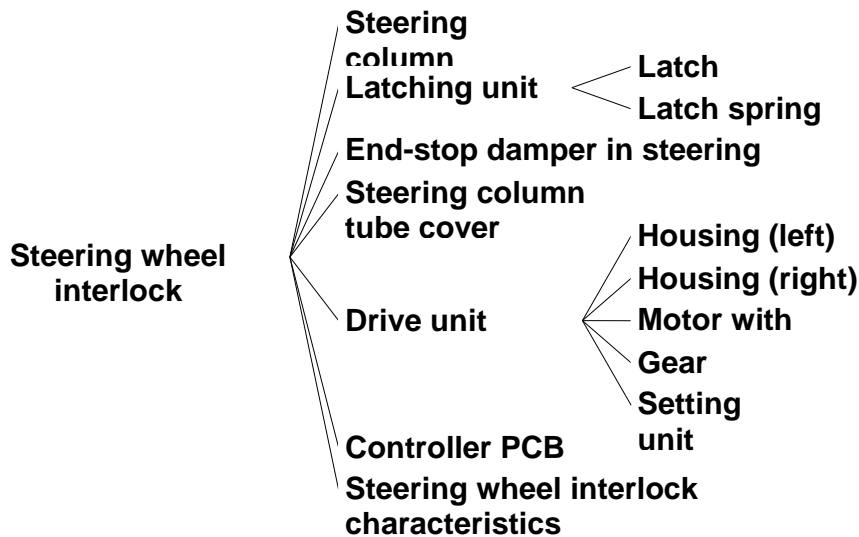 Steering wheel
interlock
Steering
column
Latching unit
Latch
Latch spring
End-stop damper in steering
Steering column
tube cover
Drive unit
Housing (left)
Housing (right)
Motor with
Gear
Setting
unit
Controller PCB
Steering wheel interlock
characteristics